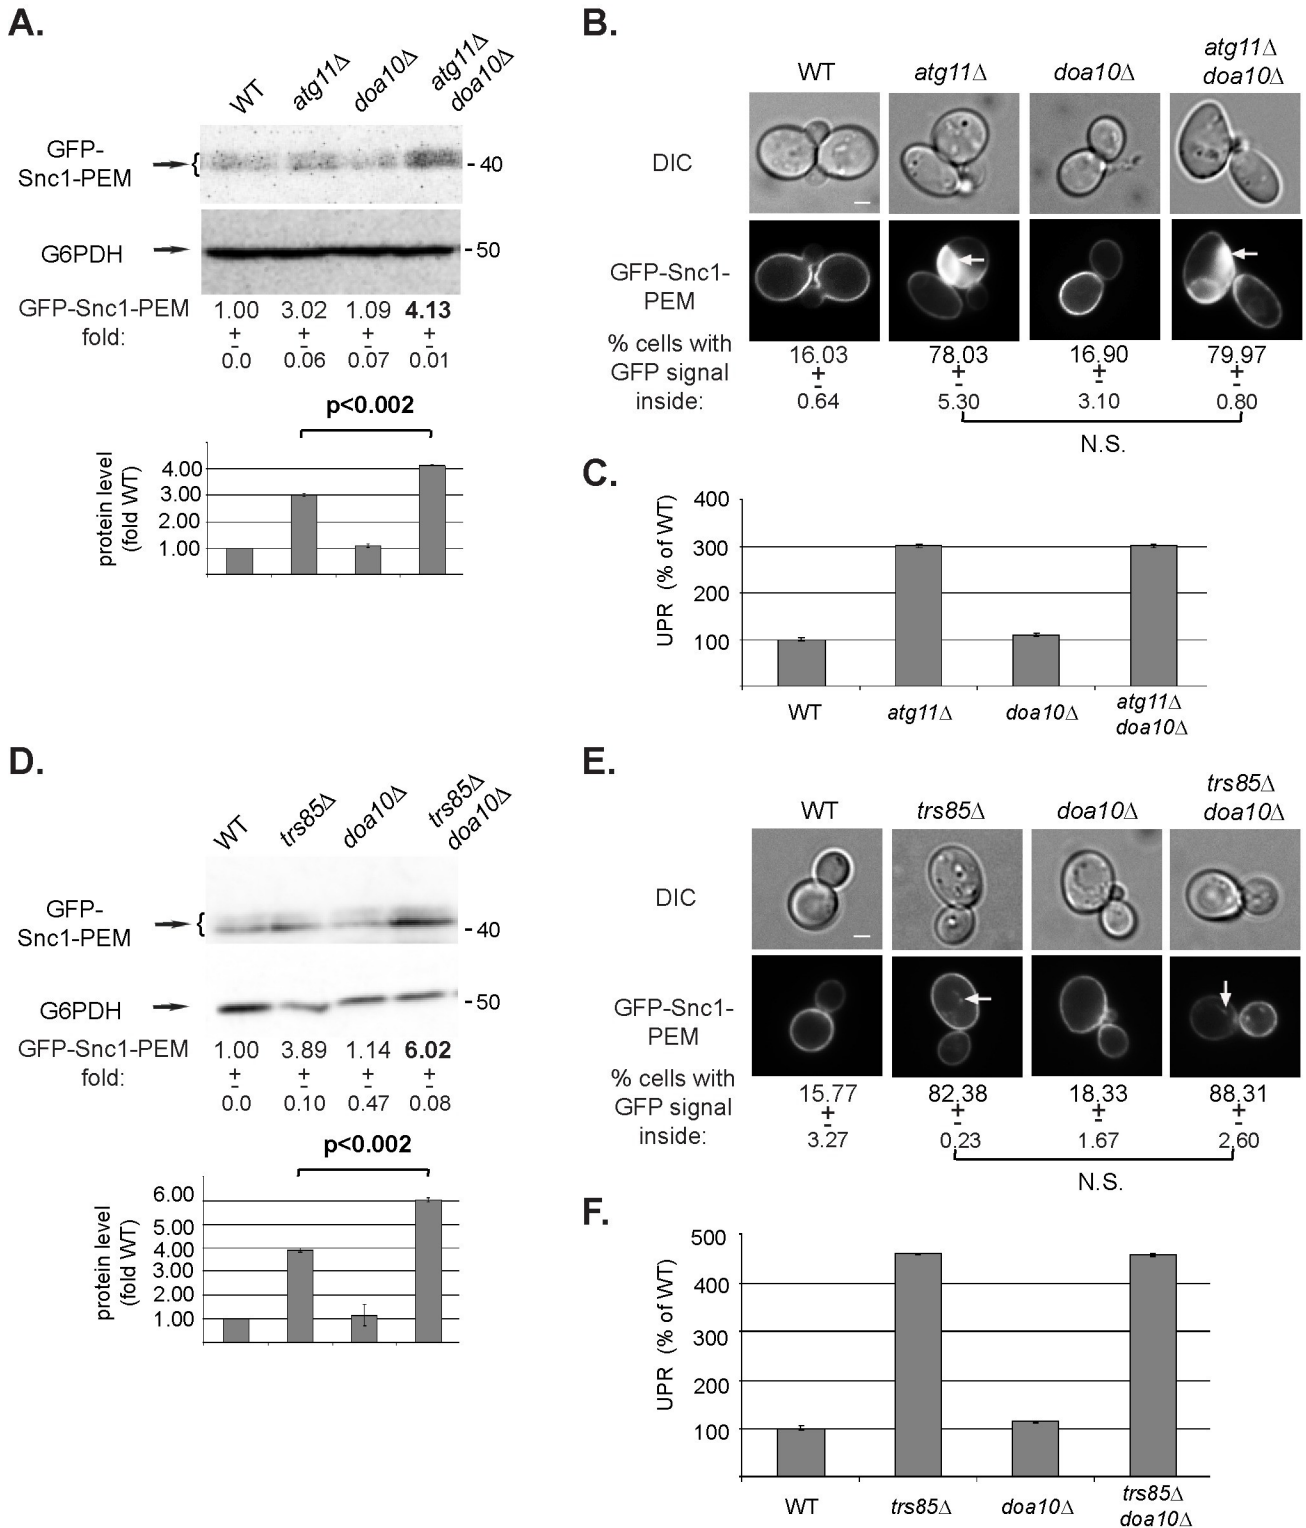 A.
WT
atg11Δ
doa10Δ
atg11Δ
doa10Δ
GFP-
Snc1-PEM
{
- 40
G6PDH
- 50
GFP-Snc1-PEM
fold:
1.00 3.02 1.09 4.13
+ + + +
- - - -
0.0 0.06 0.07 0.01
p<0.002
protein level
(fold WT)
4.00
3.00
2.00
1.00
B.
WT
atg11Δ
doa10Δ
atg11Δ
doa10Δ
DIC
GFP-Snc1-
PEM
% cells with
GFP signal
inside:
16.03 78.03 16.90 79.97
+ + + +
- - - -
0.64 5.30 3.10 0.80
N.S.
C.
UPR (% of WT)
400
300
200
100
WT
atg11Δ
doa10Δ
atg11Δ
doa10Δ
D.
WT
trs85Δ
doa10Δ
trs85Δ
doa10Δ
GFP-
Snc1-PEM
{
- 40
G6PDH
- 50
GFP-Snc1-PEM
fold:
1.00 3.89 1.14 6.02
+ + + +
- - - -
0.0 0.10 0.47 0.08
p<0.002
protein level
(fold WT)
6.00
5.00
4.00
3.00
2.00
1.00
E.
WT
trs85Δ
doa10Δ
trs85Δ
doa10Δ
DIC
GFP-Snc1-
PEM
% cells with
GFP signal
inside:
15.77 82.38 18.33 88.31
+ + + +
- - - -
3.27 0.23 1.67 2.60
N.S.
F.
UPR (% of WT)
500
400
300
200
100
WT
trs85Δ
doa10Δ
trs85Δ
doa10Δ